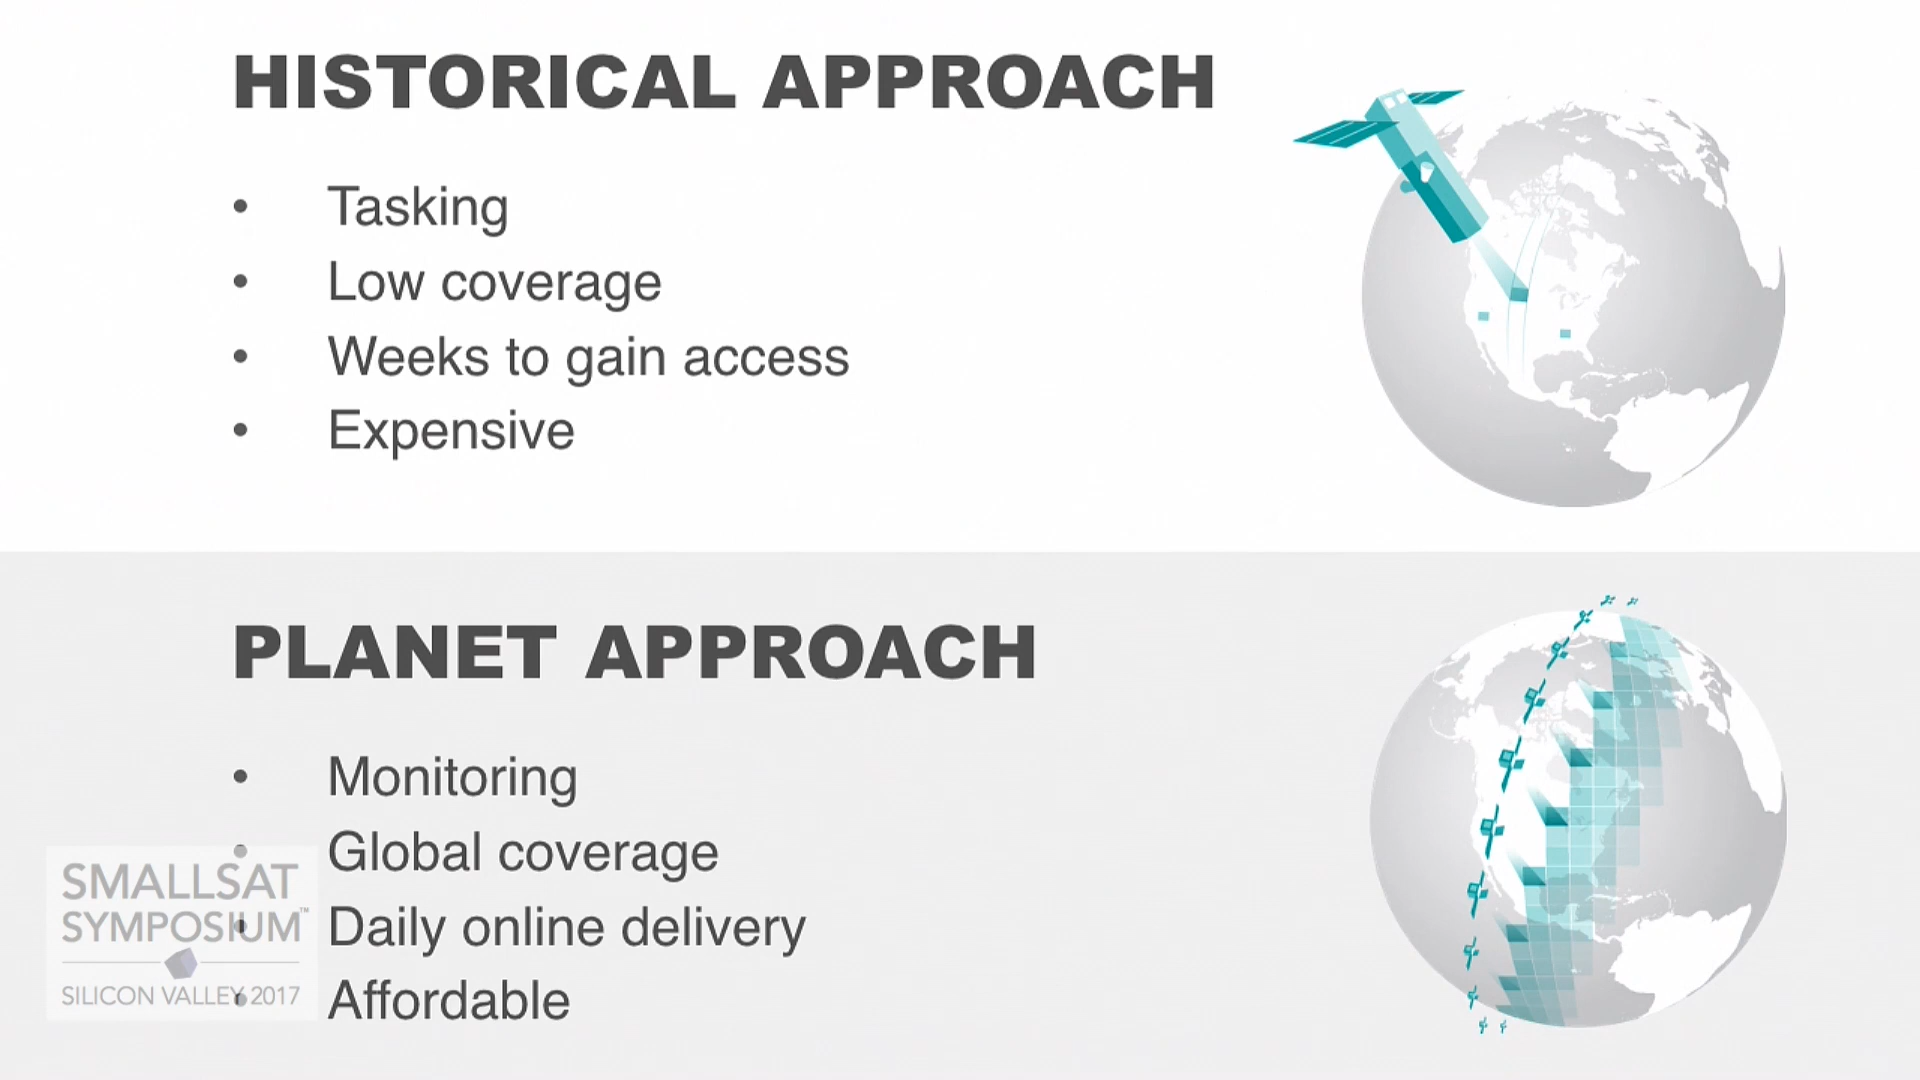 HISTORICAL APPROACH
• Tasking
• Low coverage
• Weeks to gain access
• Expensive
PLANET APPROACH
• Monitoring
• Global coverage
• Daily online delivery
• Affordable
SMALLSAT
SYMPOSIUM™
SILICON VALLEY 2017